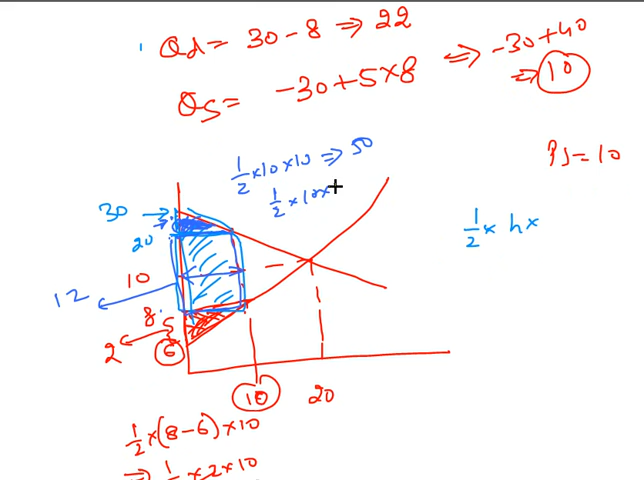 Qd = 30 - 8 ⇒ 22
Qs = -30 + 5 × 8 ⇒ -30 + 40
⇒ 10
Ps = 10
1/2 × 10 × 10 ⇒ 50
1/2 × 10 ×
1/2 × h ×
30
20
10
12
8
2
6
10
20
1/2 × (8 - 6) × 10
⇒ 1/2 × 2 × 10